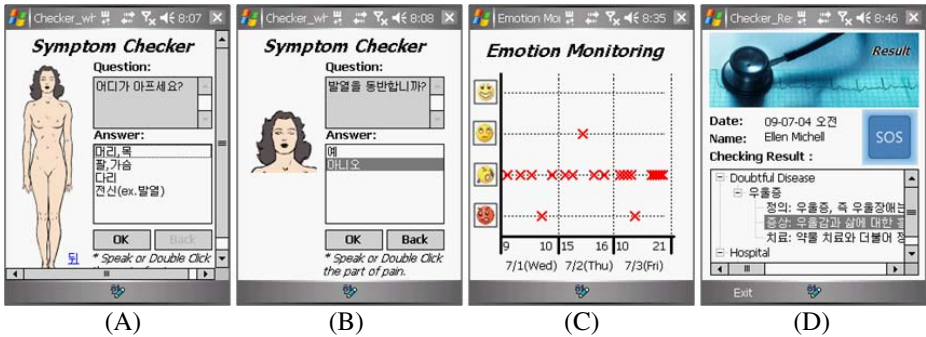 Checker_wh 8:07
Symptom Checker
Question:
어디가 아프세요?
Answer:
머리,목
팔,가슴
다리
전신(ex.발열)
OK Back
뒤
* Speak or Double Click
Checker_wh 8:08
Symptom Checker
Question:
발열을 동반합니까?
Answer:
예
아니오
OK Back
* Speak or Double Click
the part of pain.
Emotion Mo 8:35
Emotion Monitoring
9 10 15 16 10 21
7/1(Wed) 7/2(Thu) 7/3(Fri)
Checker_Re 8:46
Result
Date: 09-07-04 오전
Name: Ellen Michell
SOS
Checking Result :
Doubtful Disease
우울증
정의: 우울증, 즉 우울장애는
증상: 우울감과 삶에 대한
치료: 약물 치료와 더불어 정
Hospital
Exit
(A) (B) (C) (D)